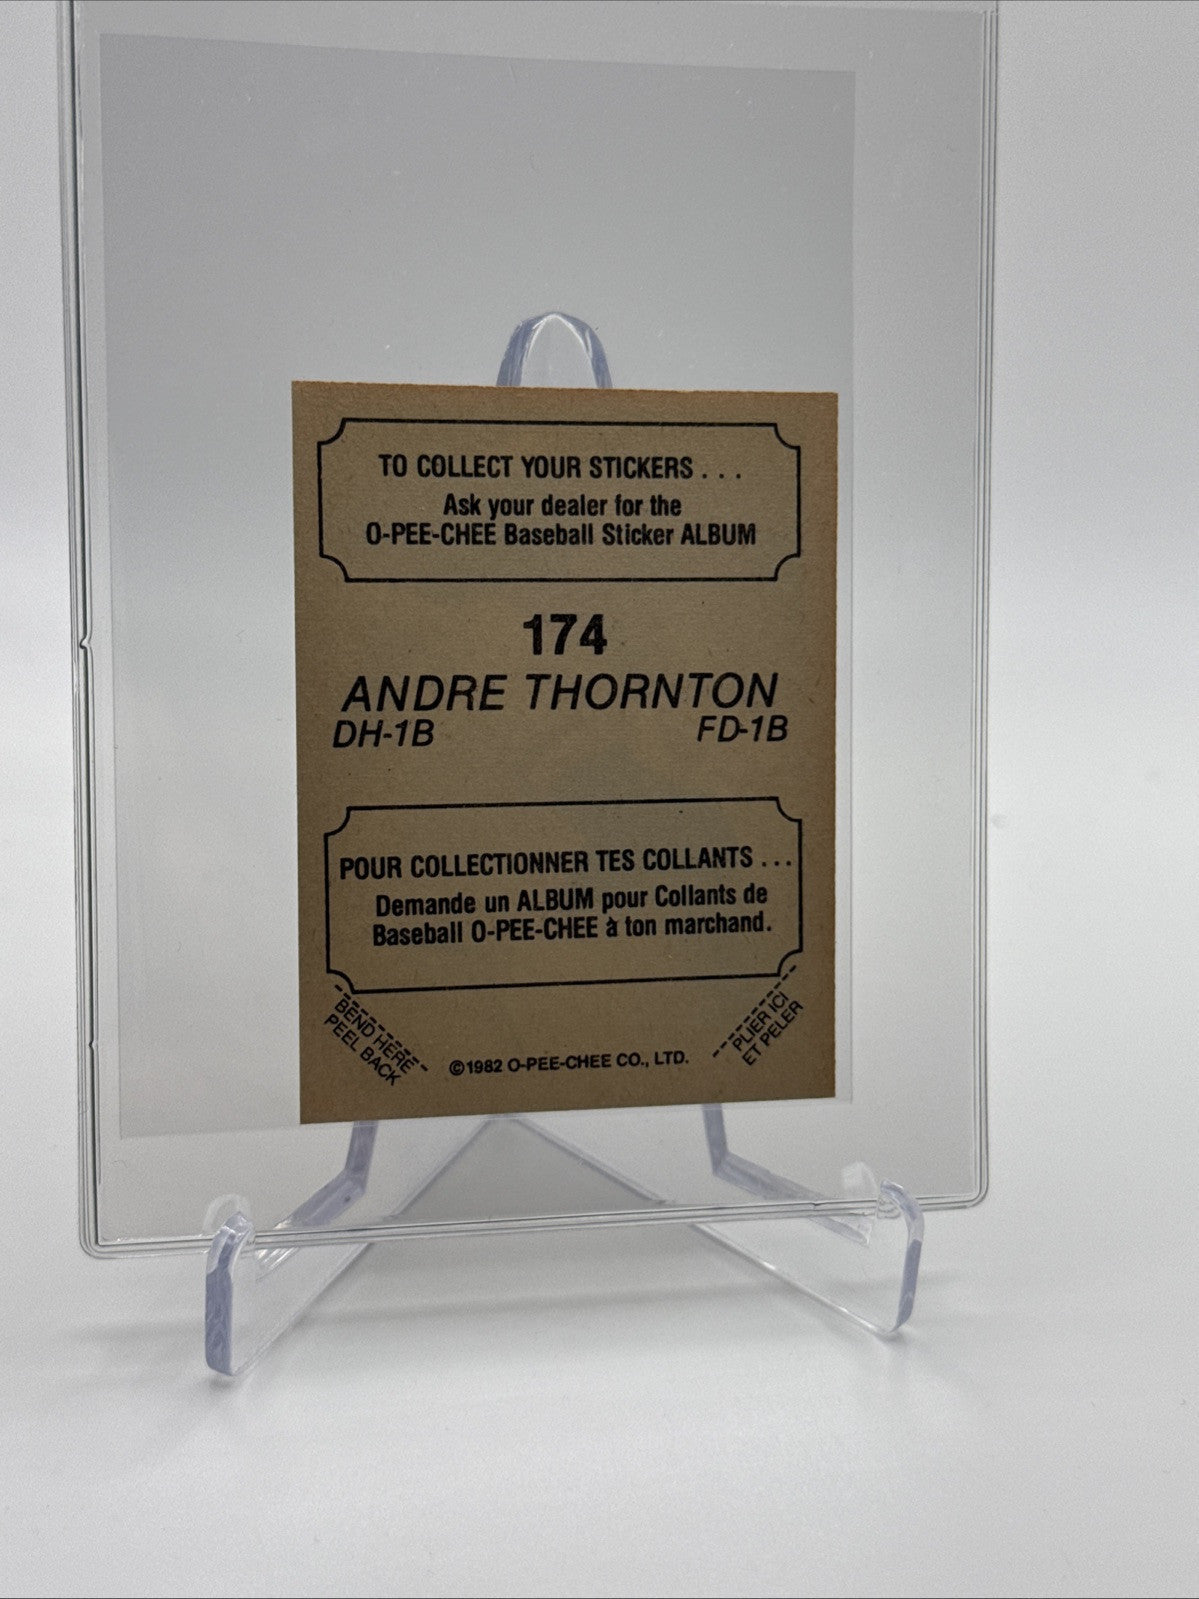 TO COLLECT YOUR STICKERS . . .
Ask your dealer for the
O-PEE-CHEE Baseball Sticker ALBUM
174
ANDRE THORNTON
DH-1B FD-1B
POUR COLLECTIONNER TES COLLANTS . . .
Demande un ALBUM pour Collants de
Baseball O-PEE-CHEE à ton marchand.
BEND HERE
PEEL BACK
©1982 O-PEE-CHEE CO., LTD.
PLIER ICI
ET PELER